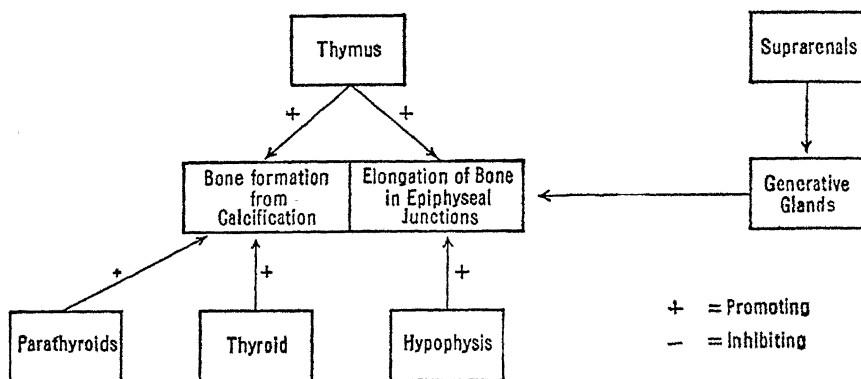 Thymus
Suprarenals
+
+
Bone formation
from
Calcification
Elongation of Bone
in Epiphyseal
Junctions
Generative
Glands
+
+
+
Parathyroids
Thyroid
Hypophysis
+ = Promoting
− = Inhibiting